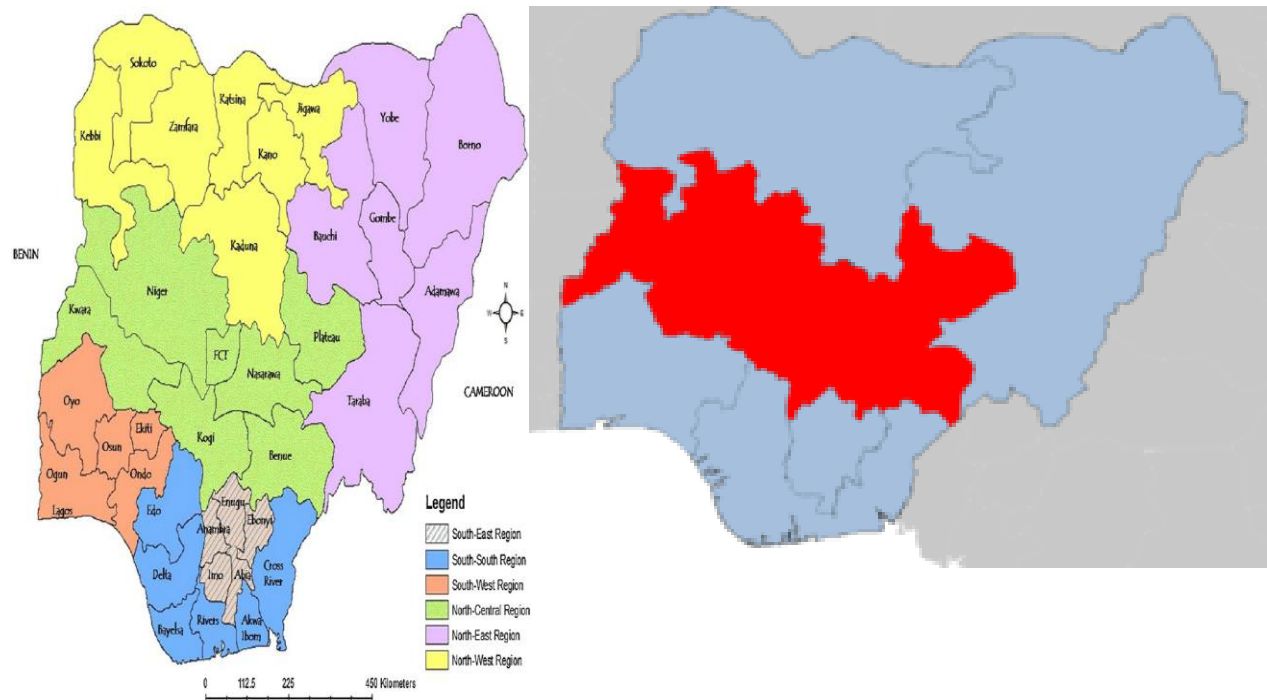 Sokoto
Katsina
Jigawa
Yobe
Kebbi
Zamfara
Kano
Borno
Gombe
Bauchi
Kaduna
BENIN
Niger
Adamawa
N
W E
S
Kwara
FCT
Plateau
Nasarawa
CAMEROON
Taraba
Oyo
Ekiti
Kogi
Osun
Benue
Ogun
Ondo
Lagos
Enugu
Edo
Ebonyi
Anambra
Cross
River
Delta
Imo
Abia
Rivers
Akwa
Ibom
Bayelsa
Legend
South-East Region
South-South Region
South-West Region
North-Central Region
North-East Region
North-West Region
0 112.5 225 450 Kilometers